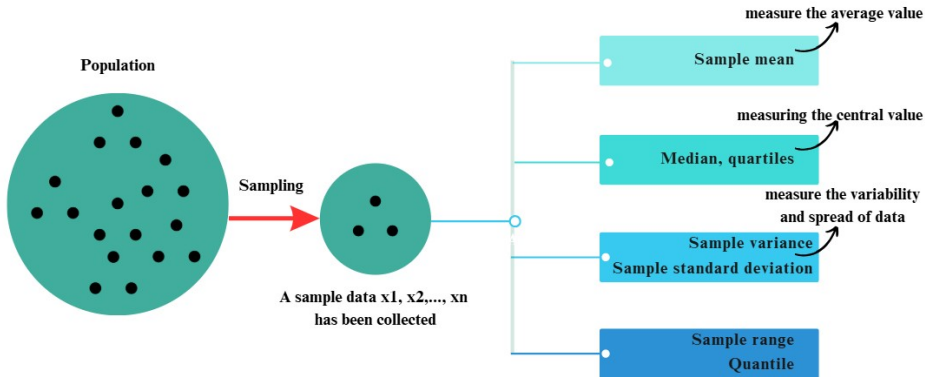 measure the average value
Population
Sample mean
measuring the central value
Median, quartiles
Sampling
measure the variability
and spread of data
Sample variance
Sample standard deviation
A sample data x1, x2,..., xn
has been collected
Sample range
Quantile